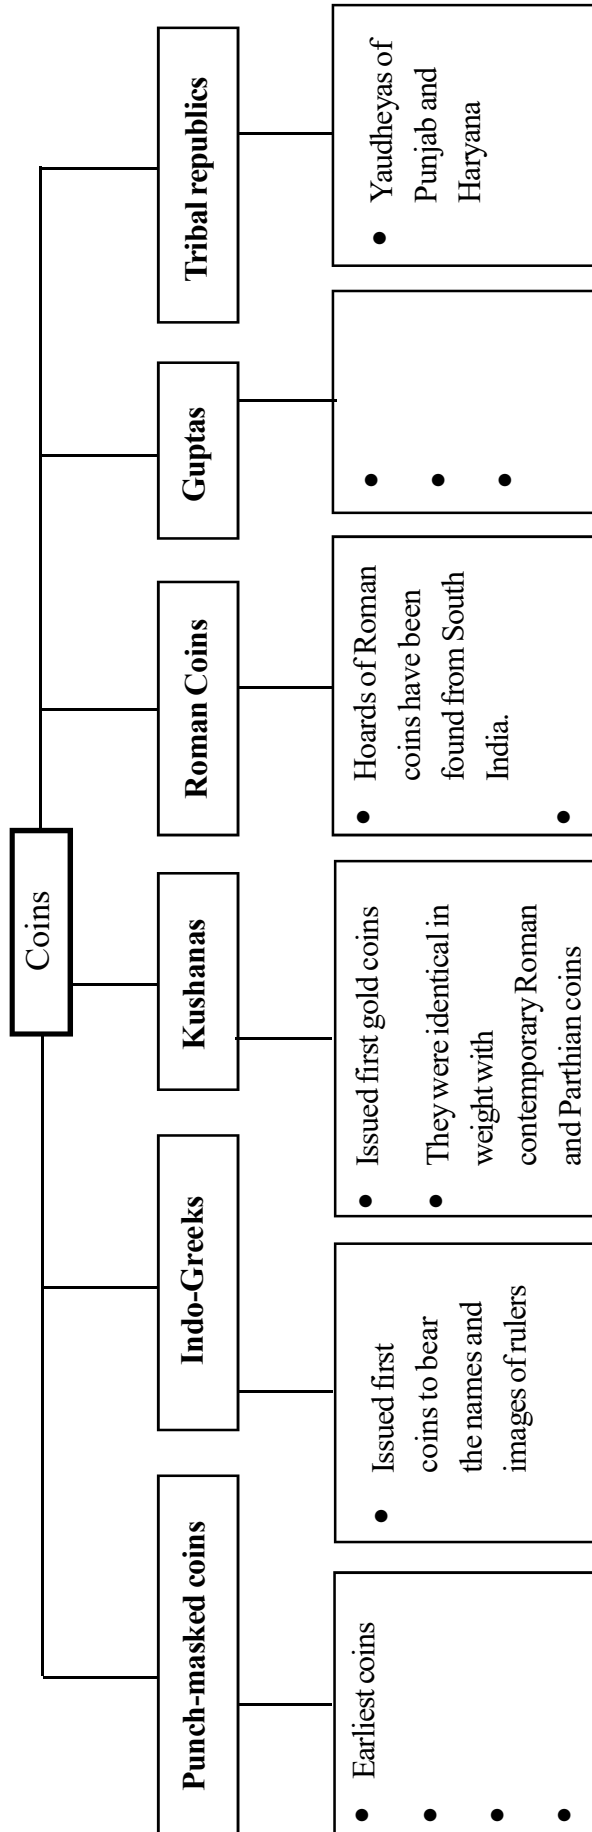 Coins
Punch-masked coins
Indo-Greeks
Kushanas
Roman Coins
Guptas
Tribal republics
● Earliest coins
●
●
●
● Issued first
coins to bear
the names and
images of rulers
● Issued first gold coins
● They were identical in
weight with
contemporary Roman
and Parthian coins
● Hoards of Roman
coins have been
found from South
India.
●
●
●
●
● Yaudheyas of
Punjab and
Haryana